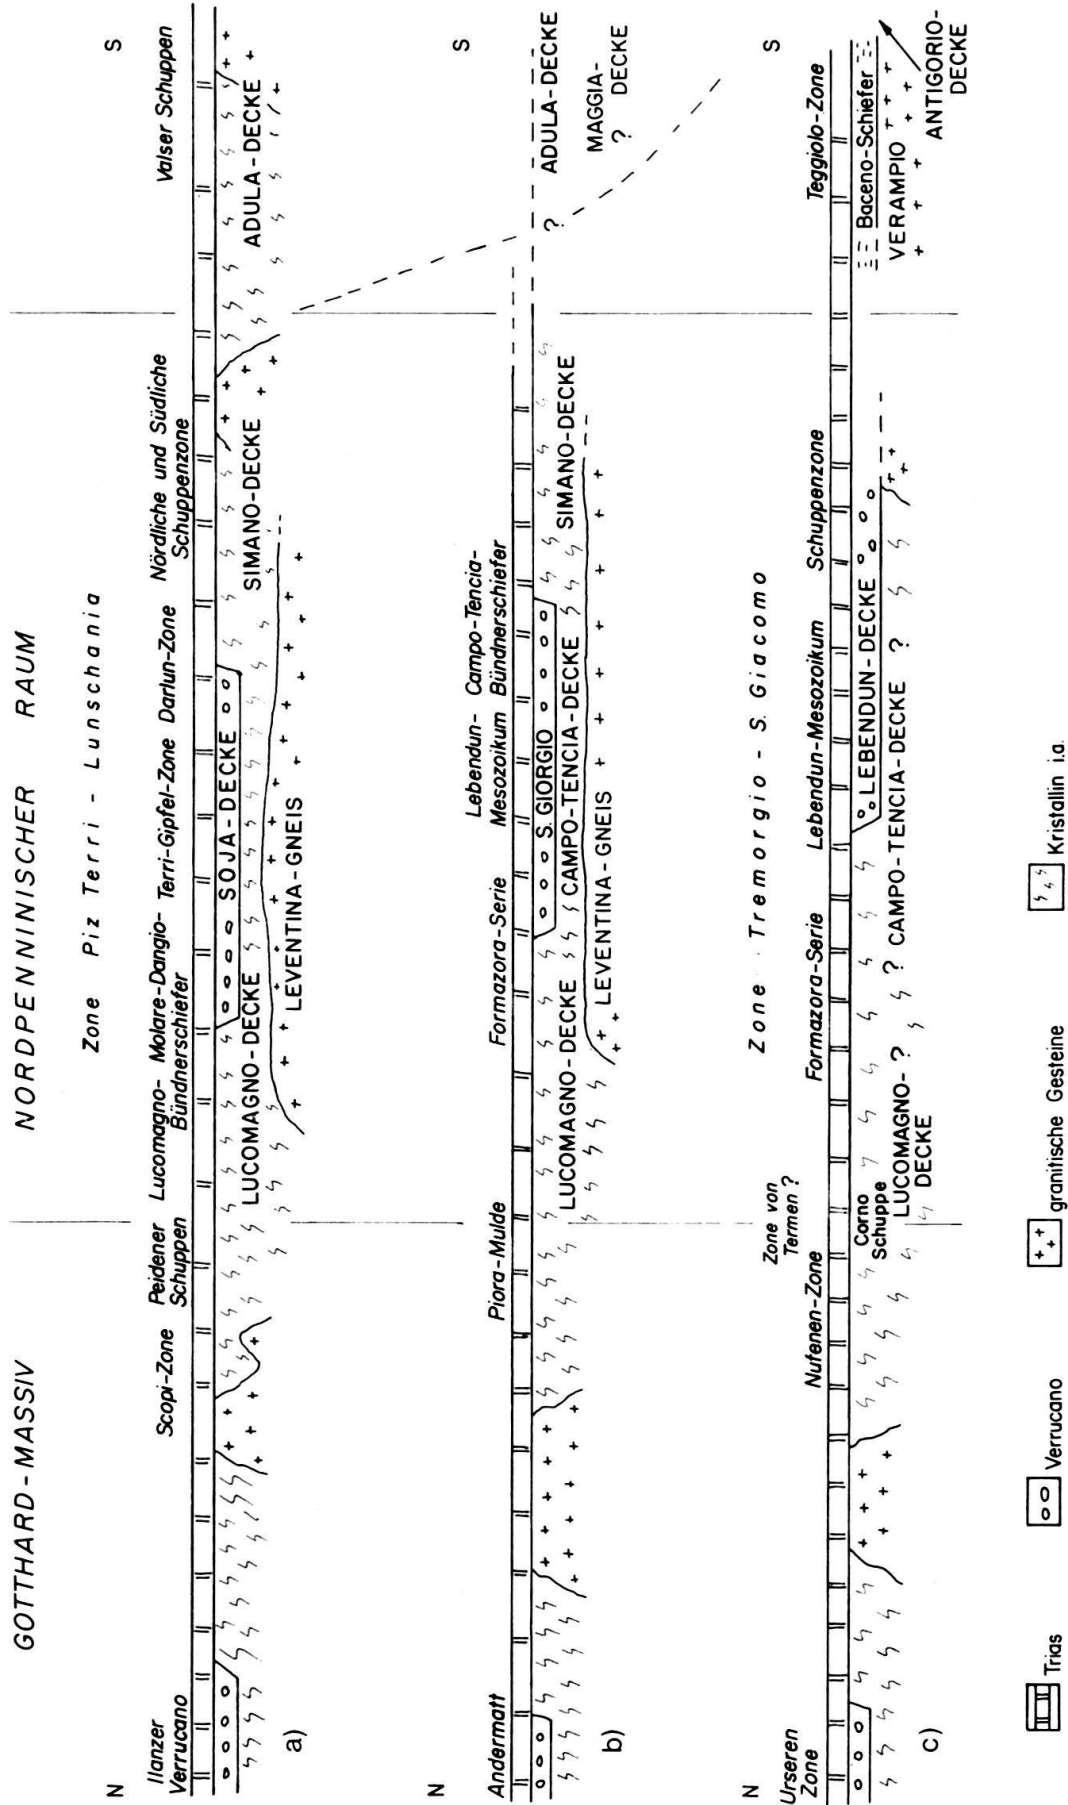 GOTTHARD-MASSIV
NORDPENNINISCHER RAUM
N
Zone Piz Terri - Lunschania
S
Ilanzer
Verrucano
Scopi-Zone
Peidener
Schuppen
Lucomagno-
Molare-Dangio-
Bündnerschiefer
Terri-Gipfel-Zone
Darlun-Zone
Nördliche und Südliche
Schuppenzone
Valser Schuppen
SOJA-DECKE
LUCOMAGNO-DECKE
SIMANO-DECKE
ADULA-DECKE
LEVENTINA-GNEIS
a)
N
S
Andermatt
Piora-Mulde
Formazora-Serie
Lebendun-
Mesozoikum
Campo-Tencia-
Bündnerschiefer
S. GIORGIO
LUCOMAGNO-DECKE
CAMPO-TENCIA-DECKE
SIMANO-DECKE
? ADULA-DECKE
LEVENTINA-GNEIS
MAGGIA-
? DECKE
b)
N
Zone Tremorgio - S. Giacomo
S
Urseren
Zone
Nufenen-Zone
Zone von
Termen ?
Formazora-Serie
Lebendun-Mesozoikum
Schuppenzone
Teggiolo-Zone
Corno
Schuppe
LEBENDUN-DECKE
Baceno-Schiefer
LUCOMAGNO- ?
DECKE
? CAMPO-TENCIA-DECKE ?
VERAMPIO
ANTIGORIO-
DECKE
c)
Trias
Verrucano
granitische Gesteine
Kristallin i.a.